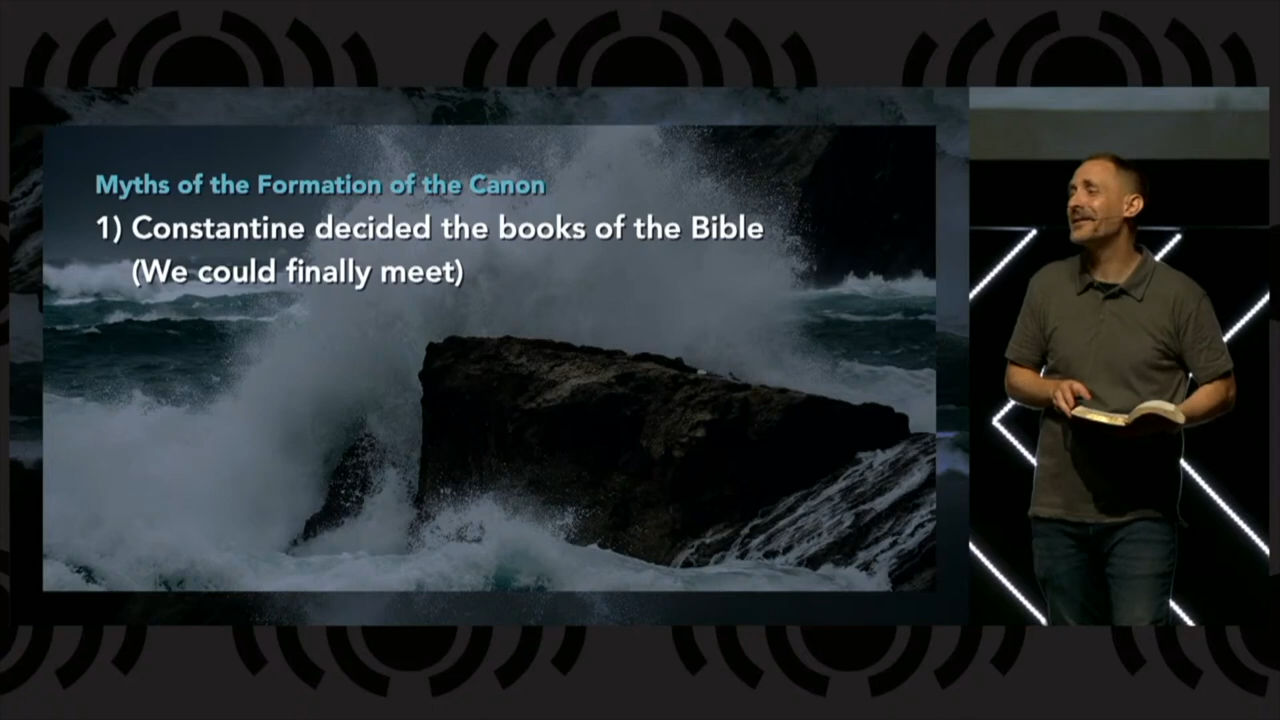 Myths of the Formation of the Canon
1) Constantine decided the books of the Bible
(We could finally meet)